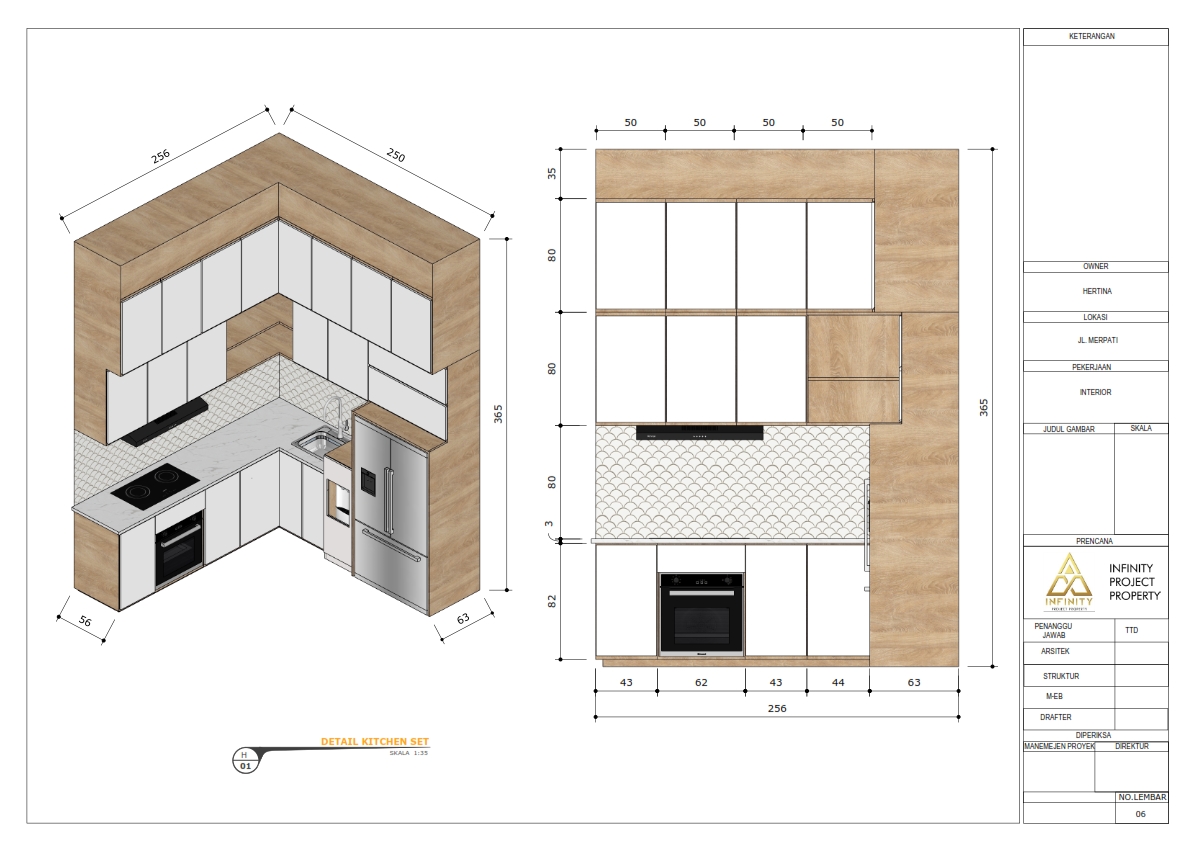 256
250
365
56
63
DETAIL KITCHEN SET
SKALA 1:35
H
01
50 50 50 50
35
80
80
80
3
82
365
43 62 43 44 63
256
KETERANGAN
OWNER
HERTINA
LOKASI
JL. MERPATI
PEKERJAAN
INTERIOR
JUDUL GAMBAR SKALA
PRENCANA
INFINITY
PROJECT PROPERTY
INFINITY
PROJECT
PROPERTY
PENANGGU
JAWAB
TTD
ARSITEK
STRUKTUR
M-EB
DRAFTER
DIPERIKSA
MANEMEJEN PROYEK DIREKTUR
NO.LEMBAR
06